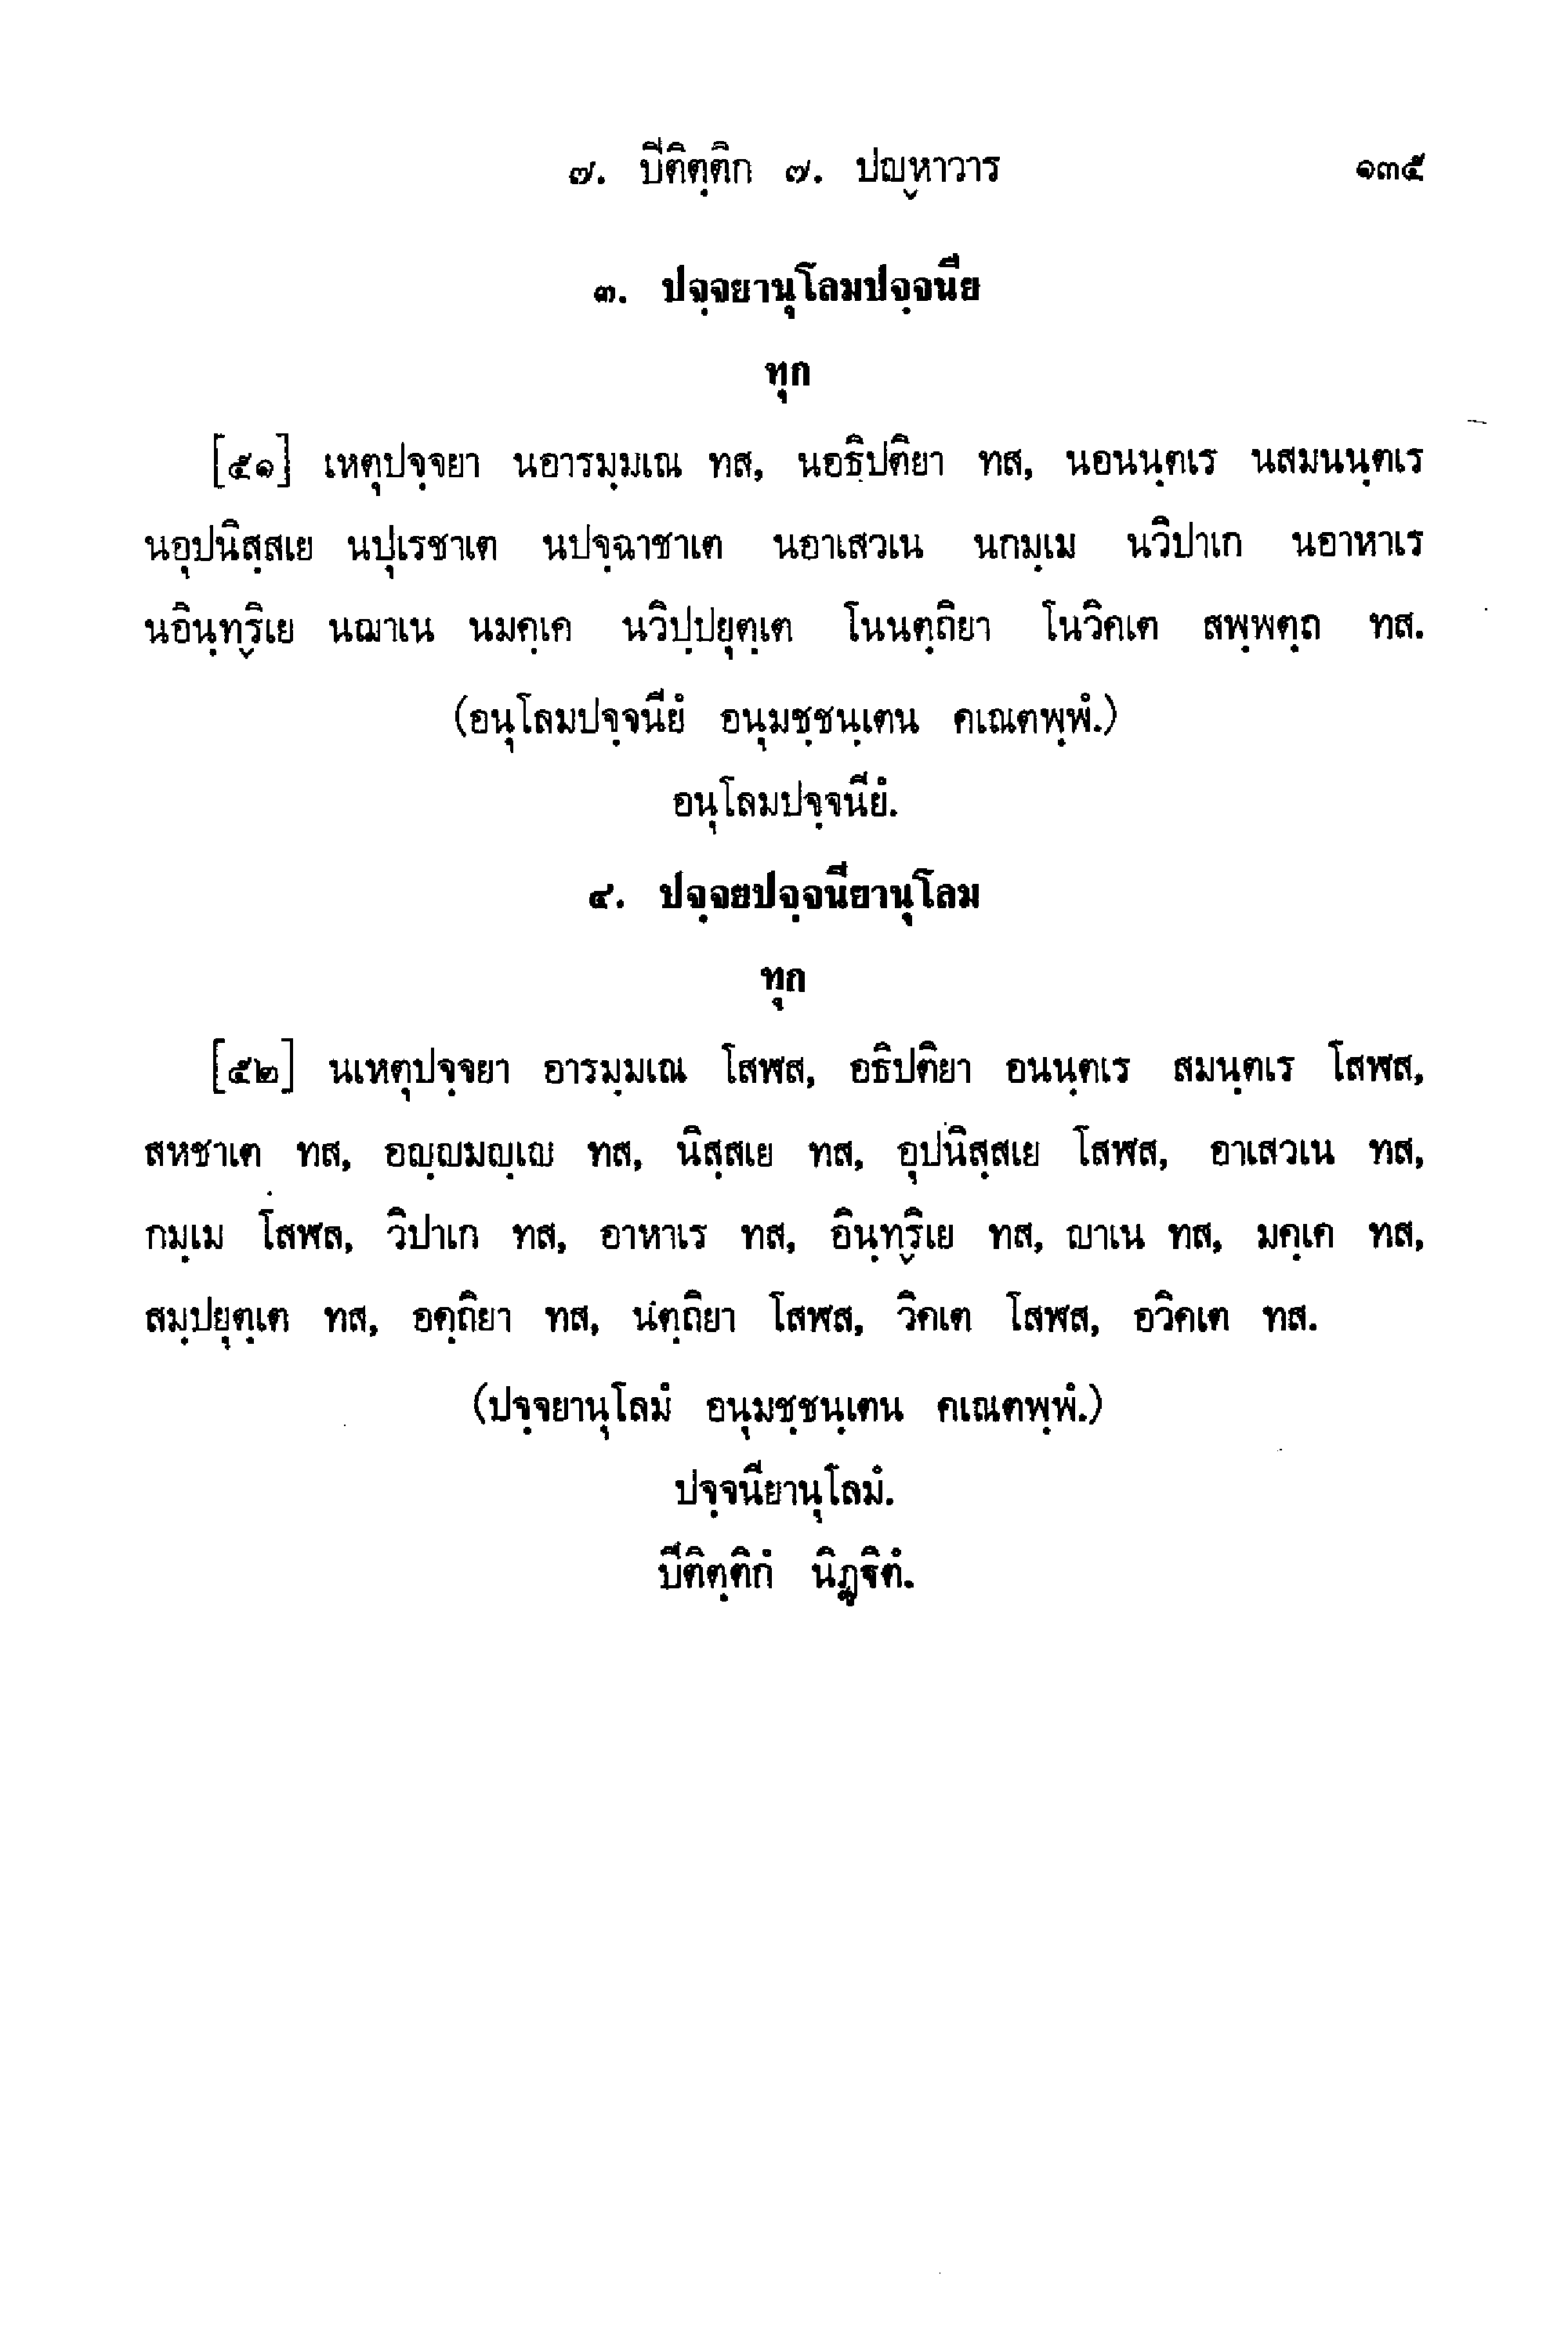 ๗. ปีติตฺติก ๗. ปญฺหาวาร ๑๓๕
๓. ปจฺจยานุโลมปจฺจนีย
ทุก
[๕๑] เหตุปจฺจยา นอารมฺมเณ ทส, นอธิปติยา ทส, นอนนฺตเร นสมนนฺตเร
นอุปนิสฺสเย นปุเรชาเต นปจฺฉาชาเต นอาเสวเน นกมฺเม นวิปาเก นอาหาเร
นอินฺทฺริเย นฌาเน นมคฺเค นวิปฺปยุตฺเต โนนตฺถิยา โนวิคเต สพฺพตฺถ ทส.
(อนุโลมปจฺจนียํ อนุมชฺชนฺเตน คเณตพฺพํ.)
อนุโลมปจฺจนียํ.
๔. ปจฺจยปจฺจนียานุโลม
ทุก
[๕๒] นเหตุปจฺจยา อารมฺมเณ โสฬส, อธิปติยา อนนฺตเร สมนฺตเร โสฬส,
สหชาเต ทส, อญฺญมญฺเญ ทส, นิสฺสเย ทส, อุปนิสฺสเย โสฬส, อาเสวเน ทส,
กมฺเม โสฬส, วิปาเก ทส, อาหาเร ทส, อินฺทฺริเย ทส, ฌาเน ทส, มคฺเค ทส,
สมฺปยุตฺเต ทส, อตฺถิยา ทส, นตฺถิยา โสฬส, วิคเต โสฬส, อวิคเต ทส.
(ปจฺจยานุโลมํ อนุมชฺชนฺเตน คเณตพฺพํ.)
ปจฺจนียานุโลมํ.
ปีติตฺติกํ นิฏฺฐิตํ.